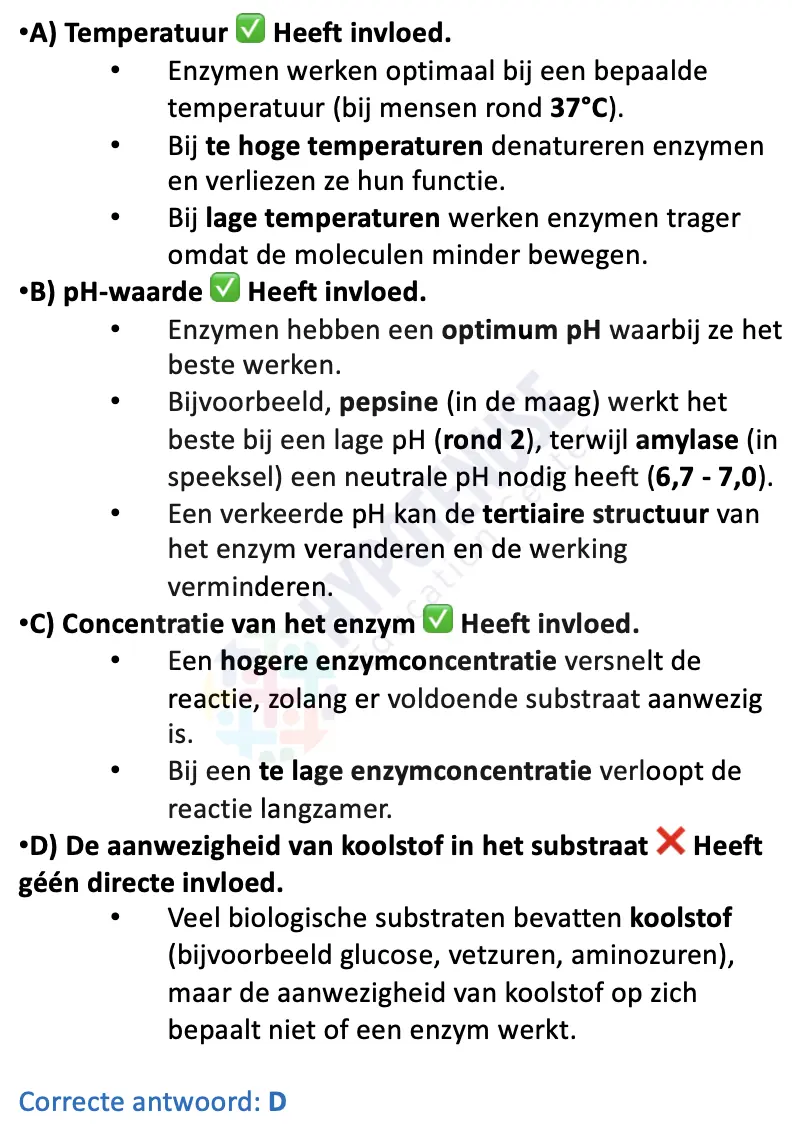 •A) Temperatuur ✅ Heeft invloed.
• Enzymen werken optimaal bij een bepaalde
temperatuur (bij mensen rond 37°C).
• Bij te hoge temperaturen denatureren enzymen
en verliezen ze hun functie.
• Bij lage temperaturen werken enzymen trager
omdat de moleculen minder bewegen.
•B) pH-waarde ✅ Heeft invloed.
• Enzymen hebben een optimum pH waarbij ze het
beste werken.
• Bijvoorbeeld, pepsine (in de maag) werkt het
beste bij een lage pH (rond 2), terwijl amylase (in
speeksel) een neutrale pH nodig heeft (6,7 - 7,0).
• Een verkeerde pH kan de tertiaire structuur van
het enzym veranderen en de werking
verminderen.
•C) Concentratie van het enzym ✅ Heeft invloed.
• Een hogere enzymconcentratie versnelt de
reactie, zolang er voldoende substraat aanwezig
is.
• Bij een te lage enzymconcentratie verloopt de
reactie langzamer.
•D) De aanwezigheid van koolstof in het substraat ❌ Heeft
géén directe invloed.
• Veel biologische substraten bevatten koolstof
(bijvoorbeeld glucose, vetzuren, aminozuren),
maar de aanwezigheid van koolstof op zich
bepaalt niet of een enzym werkt.
Correcte antwoord: D
HYPOTHNUSE
Education Center